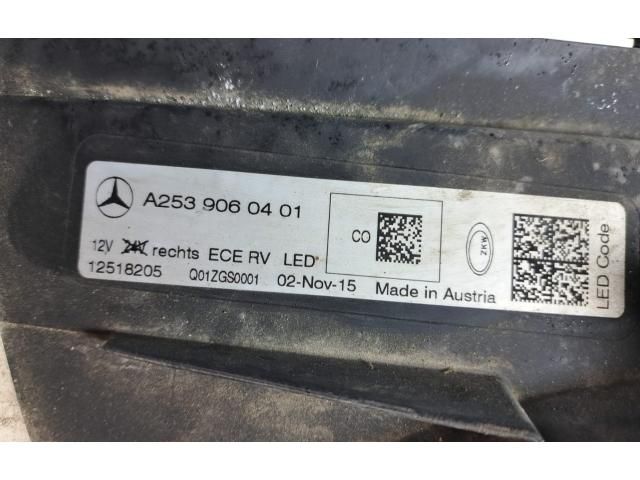 A253 906 04 01
CO
ZKW
LED Code
12V 24V rechts ECE RV LED
12518205 Q01ZGS0001 02-Nov-15 Made in Austria